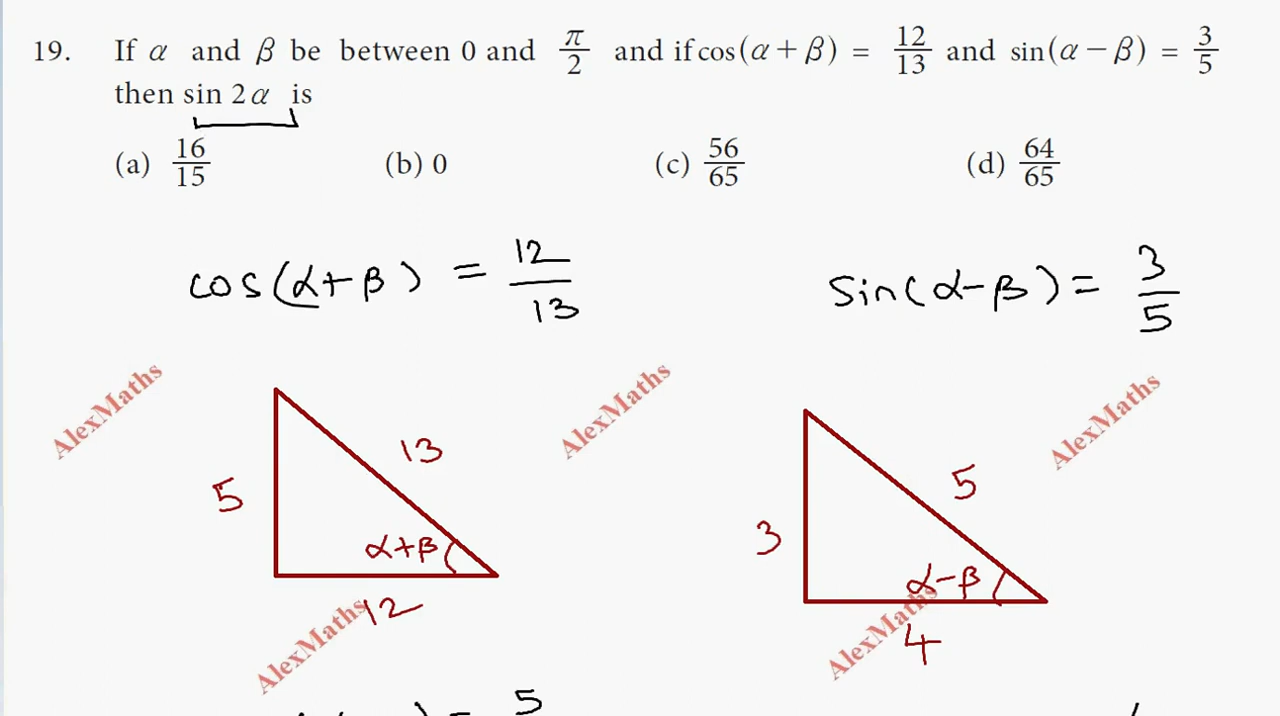 19. If α and β be between 0 and π/2 and if cos(α + β) = 12/13 and sin(α − β) = 3/5
then sin 2α is
(a) 16/15 (b) 0 (c) 56/65 (d) 64/65
cos(α+β) = 12/13 sin(α-β) = 3/5
AlexMaths AlexMaths AlexMaths
13
5
5
3
α+β
α-β
12
4
AlexMaths AlexMaths
) = 5